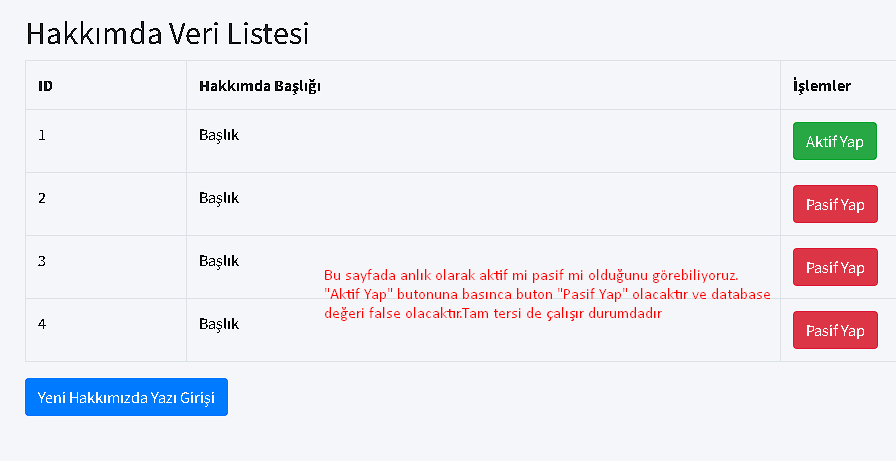 Hakkımda Veri Listesi
ID Hakkımda Başlığı İşlemler
1 Başlık Aktif Yap
2 Başlık Pasif Yap
3 Başlık Pasif Yap
Bu sayfada anlık olarak aktif mi pasif mi olduğunu görebiliyoruz.
"Aktif Yap" butonuna basınca buton "Pasif Yap" olacaktır ve database
değeri false olacaktır.Tam tersi de çalışır durumdadır
4 Başlık Pasif Yap
Yeni Hakkımızda Yazı Girişi